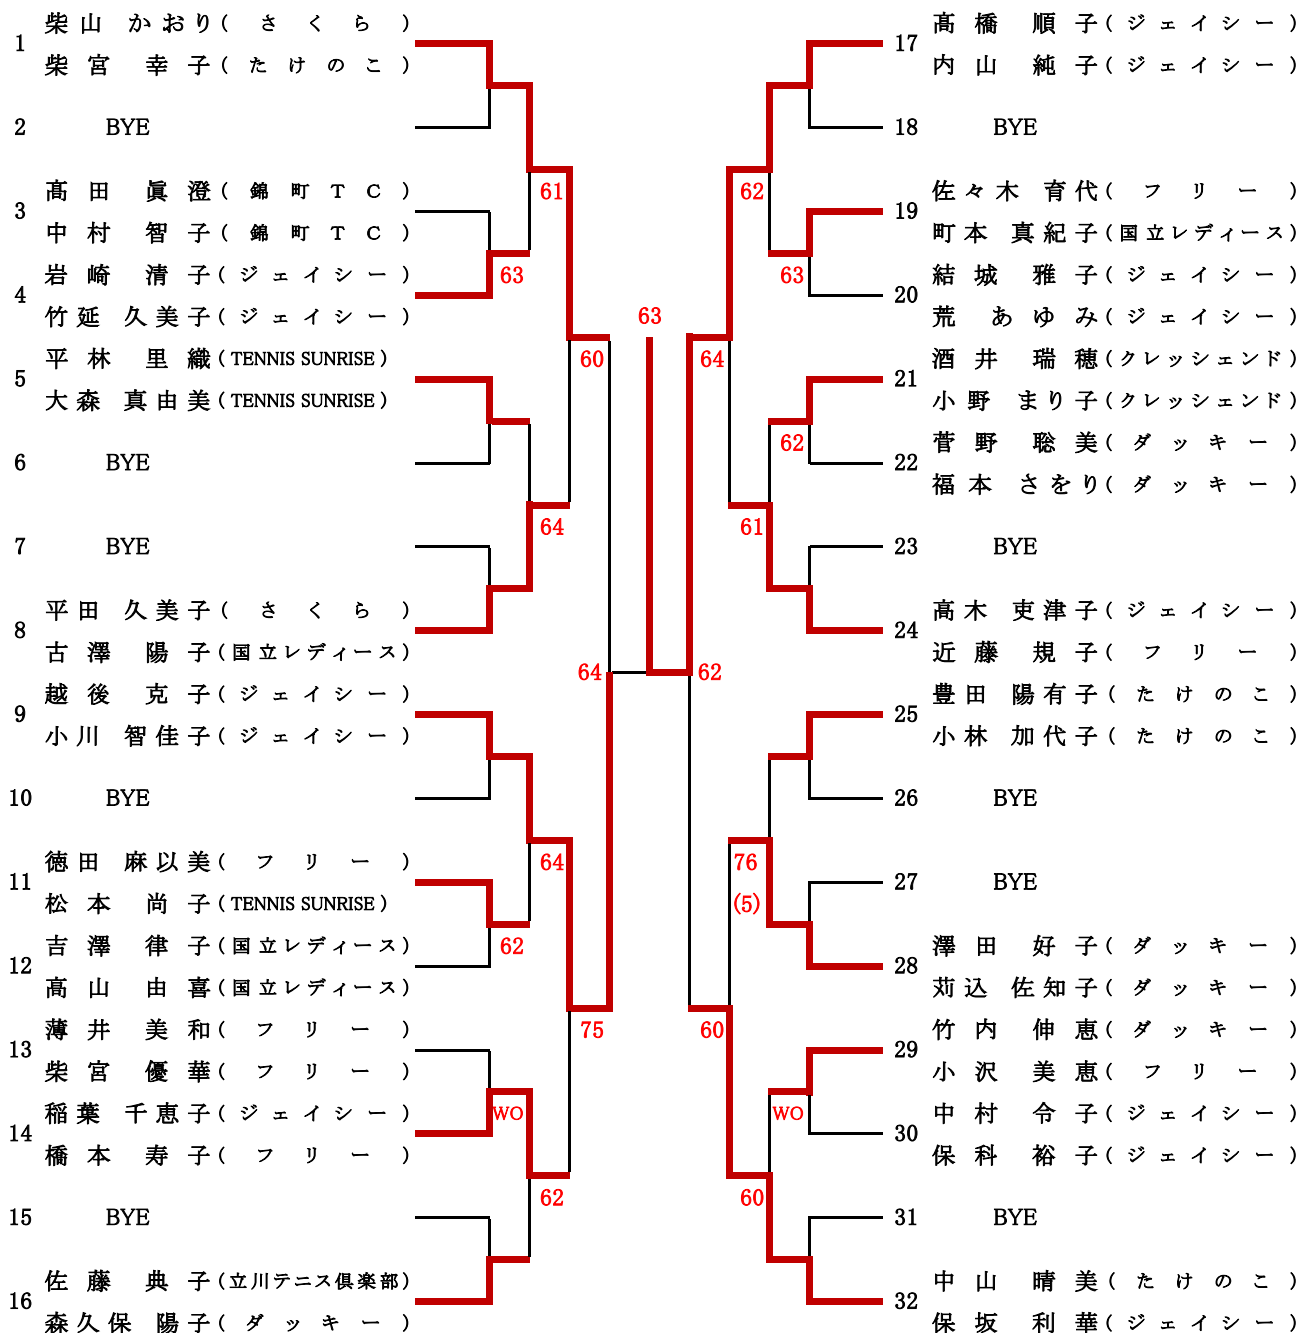 柴山 かおり(さくら)
1
柴宮 幸子(たけのこ)
2 BYE
髙田 眞澄(錦町TC)
3
中村 智子(錦町TC)
岩崎 清子(ジェイシー)
4
竹延 久美子(ジェイシー)
平林 里織(TENNIS SUNRISE)
5
大森 真由美(TENNIS SUNRISE)
6 BYE
7 BYE
平田 久美子(さくら)
8
古澤 陽子(国立レディース)
越後 克子(ジェイシー)
9
小川 智佳子(ジェイシー)
10 BYE
徳田 麻以美(フリー)
11
松本 尚子(TENNIS SUNRISE)
吉澤 律子(国立レディース)
12
髙山 由喜(国立レディース)
薄井 美和(フリー)
13
柴宮 優華(フリー)
稲葉 千恵子(ジェイシー)
14
橋本 寿子(フリー)
15 BYE
佐藤 典子(立川テニス倶楽部)
16
森久保 陽子(ダッキー)
61
63
60
64
64
64
62
75
WO
62
63
62
62
63
64
62
61
76
(5)
60
WO
60
髙橋 順子(ジェイシー)
17
内山 純子(ジェイシー)
18 BYE
佐々木 育代(フリー)
19
町本 真紀子(国立レディース)
結城 雅子(ジェイシー)
20
荒 あゆみ(ジェイシー)
酒井 瑞穂(クレッシェンド)
21
小野 まり子(クレッシェンド)
菅野 聡美(ダッキー)
22
福本 さをり(ダッキー)
23 BYE
髙木 吏津子(ジェイシー)
24
近藤 規子(フリー)
豊田 陽有子(たけのこ)
25
小林 加代子(たけのこ)
26 BYE
27 BYE
澤田 好子(ダッキー)
28
苅込 佐知子(ダッキー)
竹内 伸恵(ダッキー)
29
小沢 美恵(フリー)
中村 令子(ジェイシー)
30
保科 裕子(ジェイシー)
31 BYE
中山 晴美(たけのこ)
32
保坂 利華(ジェイシー)